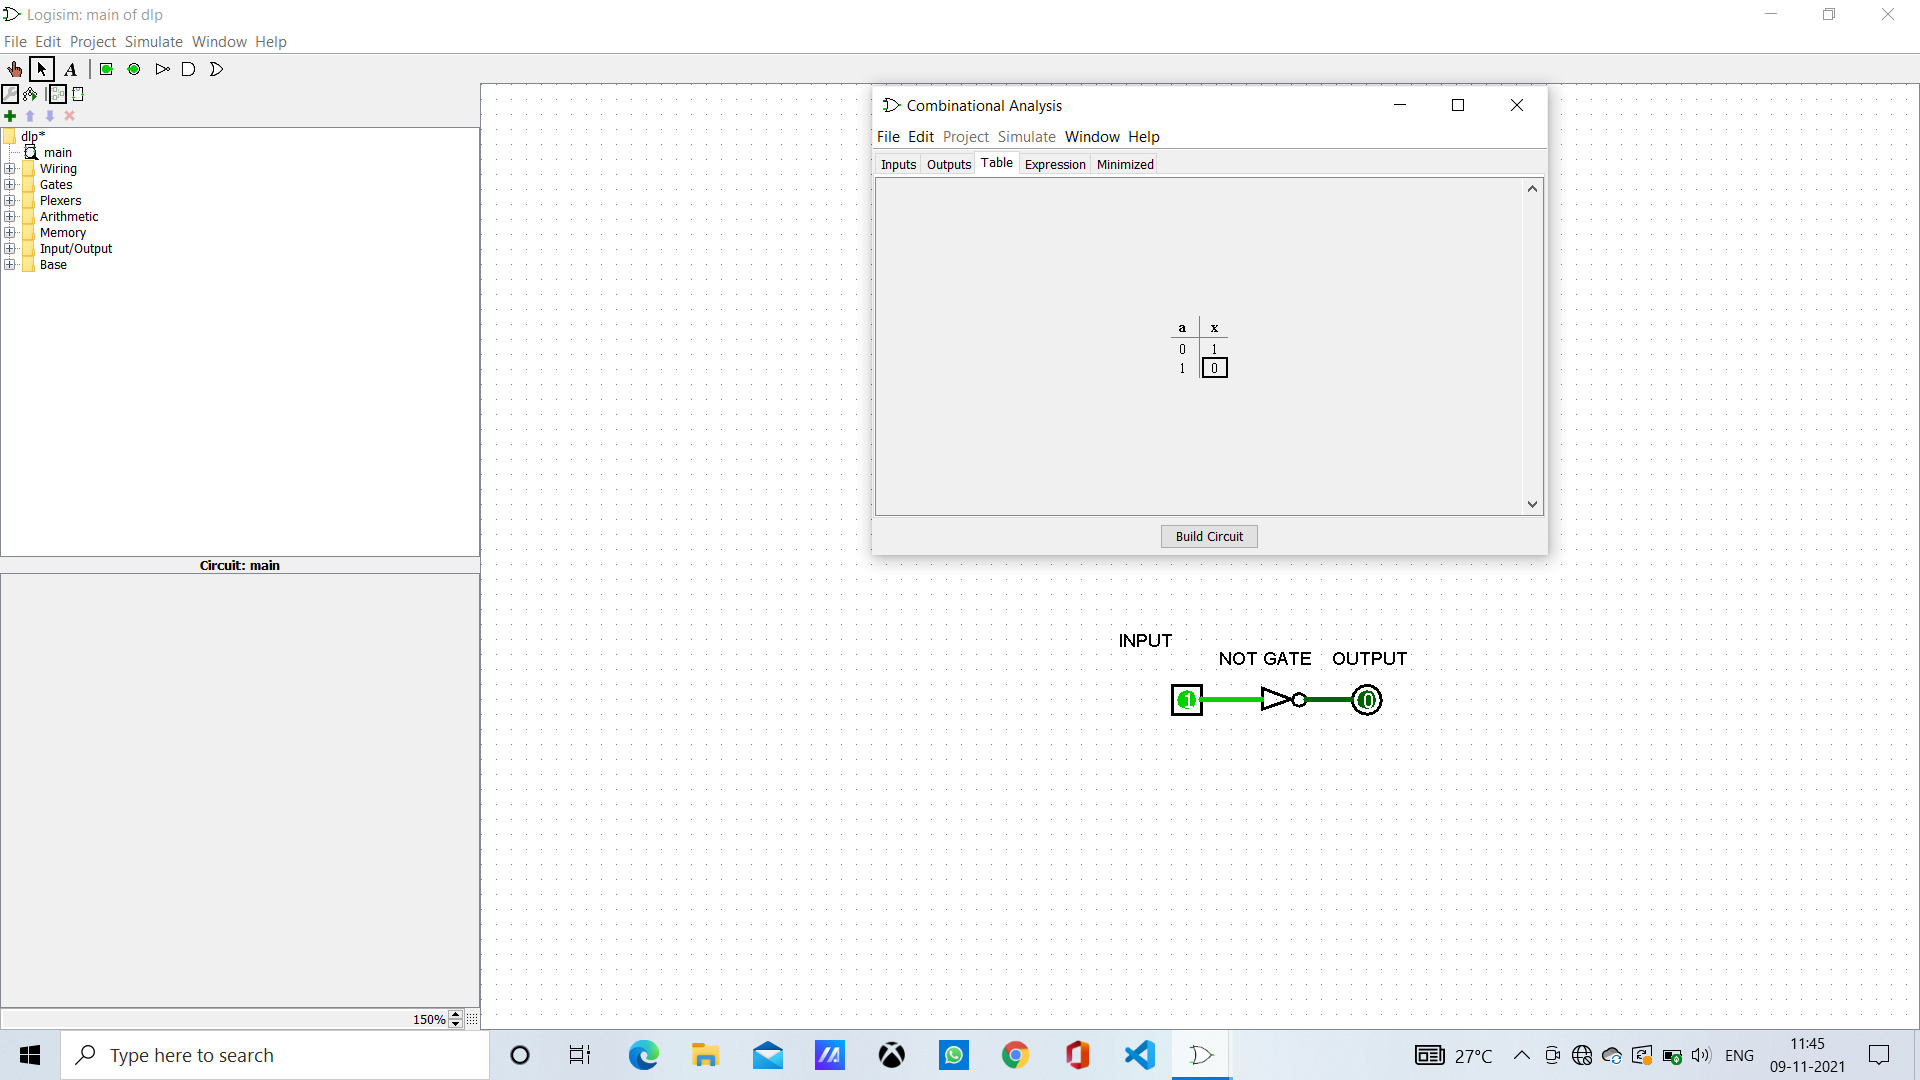 Logisim: main of dlp
File Edit Project Simulate Window Help
A
dlp*
main
Wiring
Gates
Plexers
Arithmetic
Memory
Input/Output
Base
Circuit: main
150%
Combinational Analysis
File Edit Project Simulate Window Help
Inputs Outputs Table Expression Minimized
a x
0 1
1 0
Build Circuit
INPUT
NOT GATE OUTPUT
1 0
Type here to search
27°C
ENG
11:45
09-11-2021